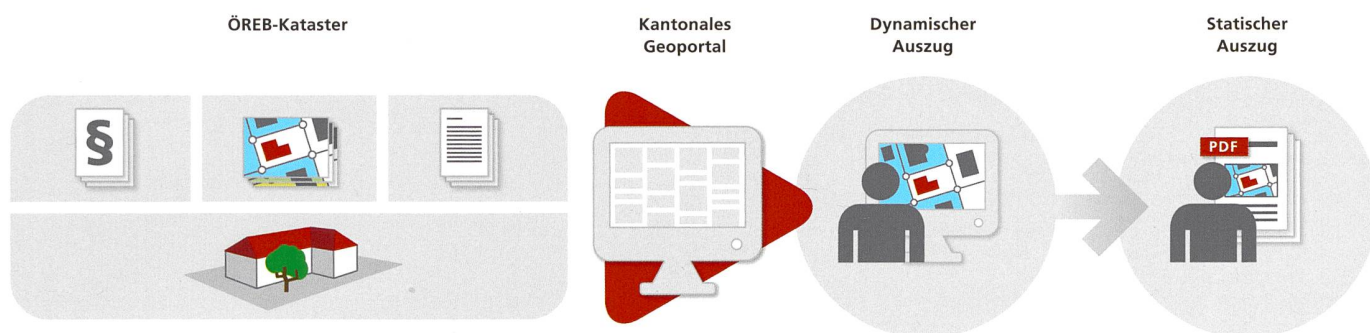 ÖREB-Kataster
Kantonales
Geoportal
Dynamischer
Auszug
Statischer
Auszug
§
PDF